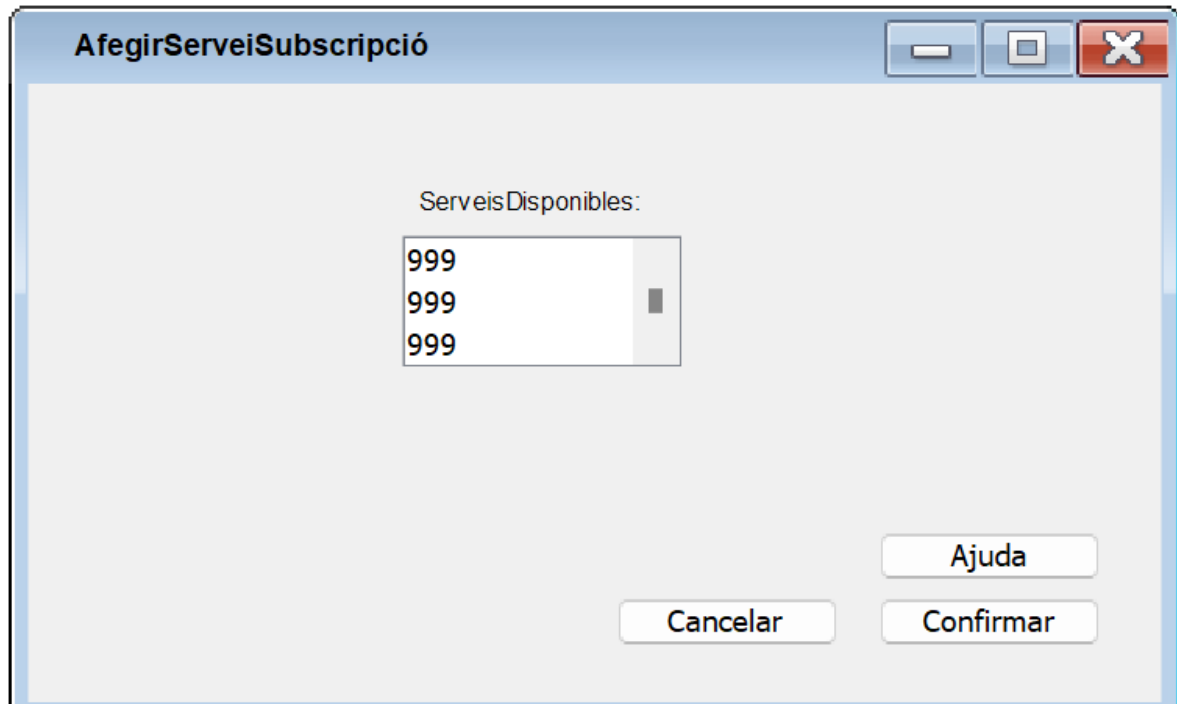 AfegirServeiSubscripció
ServeisDisponibles:
999
999
999
Ajuda
Cancelar
Confirmar